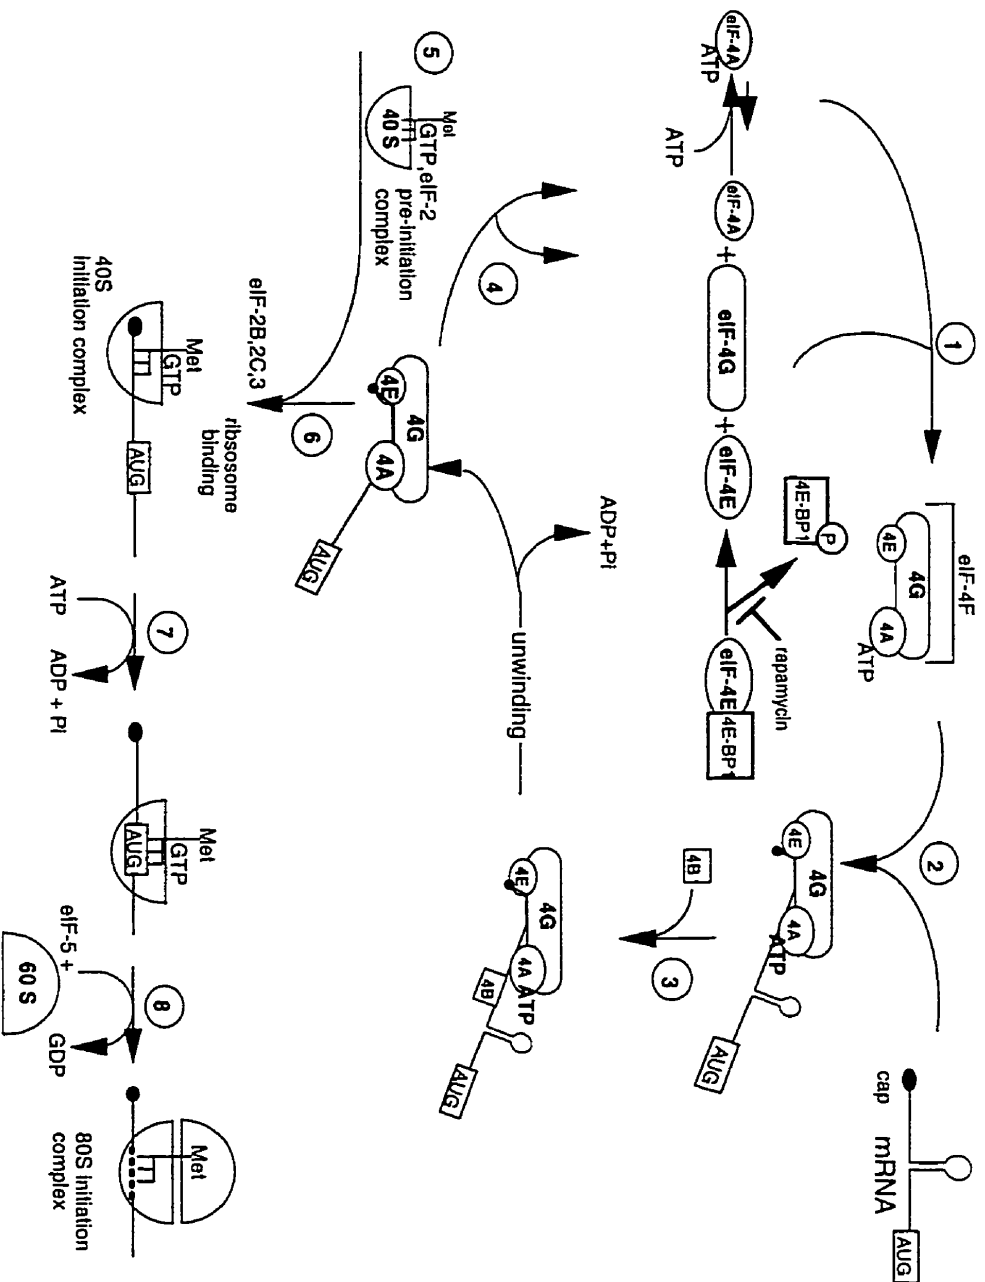 eIF-4F
1
2
4E
4G
4A
ATP
cap
mRNA
AUG
4E
4G
4A
ATP
AUG
4E-BP1
P
rapamycin
eIF-4A
ATP
ATP
eIF-4A
+
eIF-4G
+
eIF-4E
eIF-4E
4E-BP1
4B
3
ADP+Pi
unwinding
4E
4G
4A
ATP
4B
AUG
4
4E
4G
4A
AUG
5
Met
GTP,eIF-2
40 S
pre-initiation
complex
eIF-2B,2C,3
6
ribsosome
binding
Met
GTP
AUG
40S
Initiation complex
7
ATP
ADP + Pi
Met
GTP
AUG
8
eIF-5 +
60 S
GDP
Met
80S initiation
complex